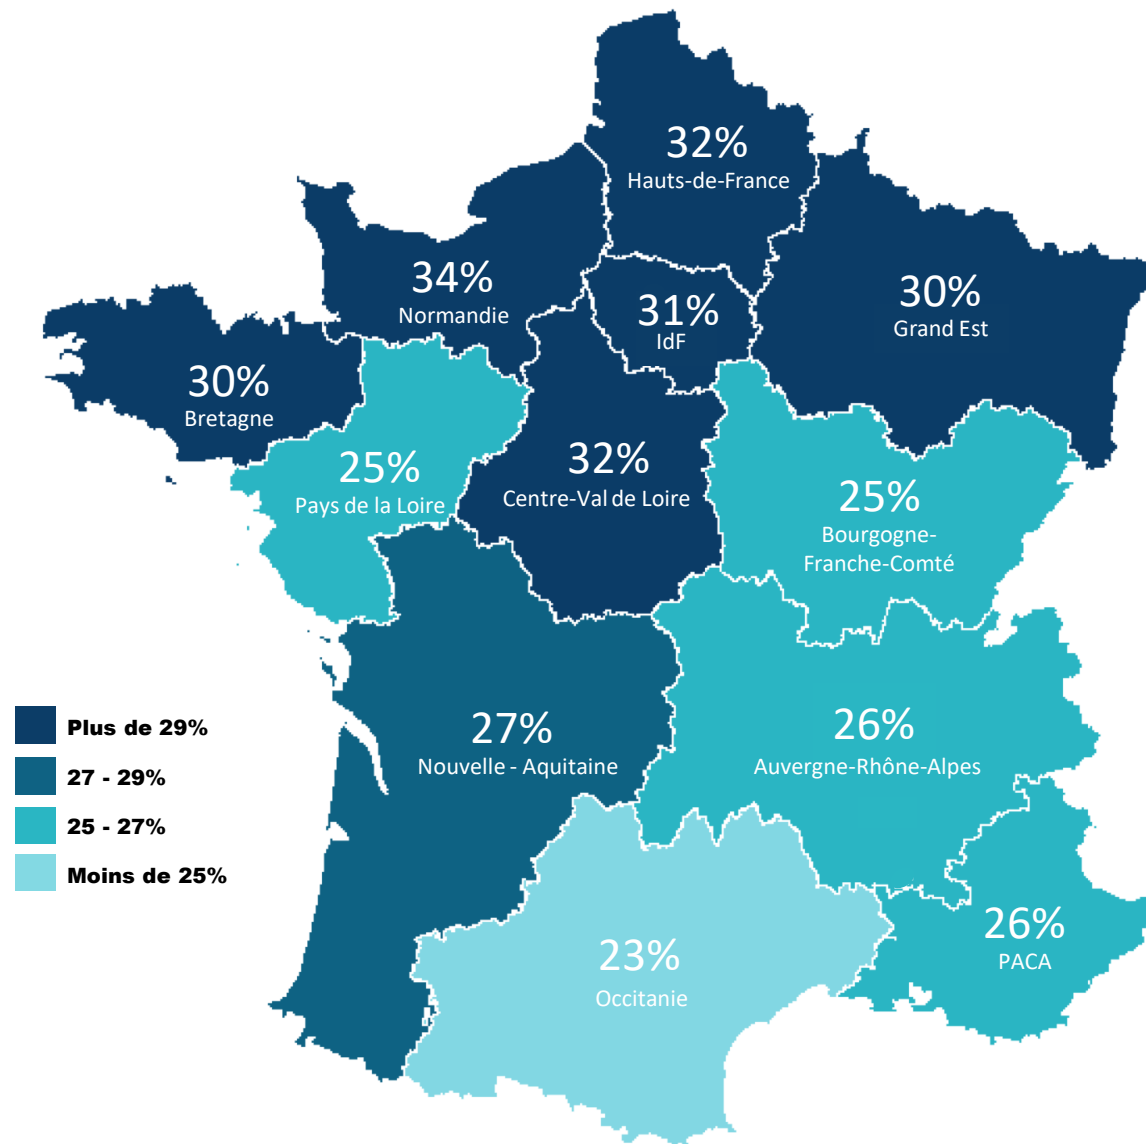 32%
Hauts-de-France
34%
Normandie
31%
IdF
30%
Grand Est
30%
Bretagne
25%
Pays de la Loire
32%
Centre-Val de Loire
25%
Bourgogne-
Franche-Comté
27%
Nouvelle - Aquitaine
26%
Auvergne-Rhône-Alpes
26%
PACA
23%
Occitanie
Plus de 29%
27 - 29%
25 - 27%
Moins de 25%